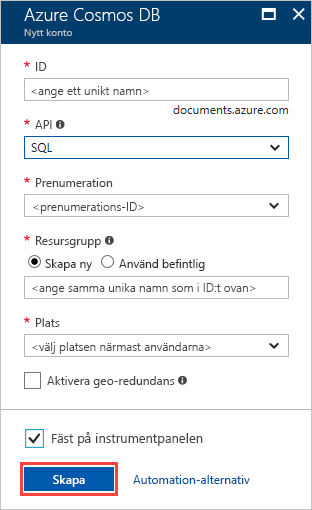 Azure Cosmos DB
Nytt konto
* ID
<ange ett unikt namn>
documents.azure.com
* API
SQL
* Prenumeration
<prenumerations-ID>
* Resursgrupp
Skapa ny Använd befintlig
<ange samma unika namn som i ID:t ovan>
* Plats
<välj platsen närmast användarna>
Aktivera geo-redundans
Fäst på instrumentpanelen
Skapa Automation-alternativ